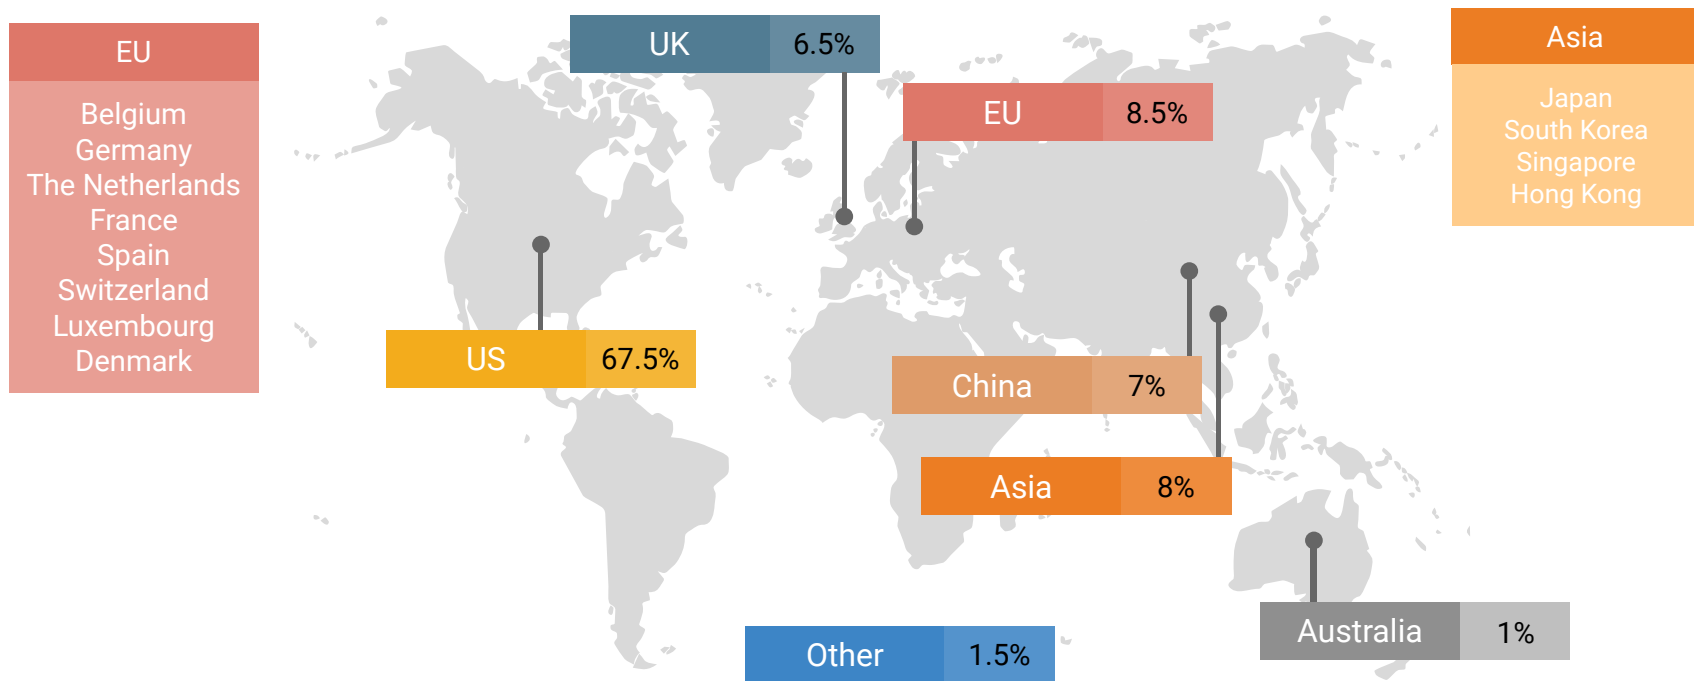 EU
Belgium
Germany
The Netherlands
France
Spain
Switzerland
Luxembourg
Denmark
UK 6.5%
EU 8.5%
Asia
Japan
South Korea
Singapore
Hong Kong
US 67.5%
China 7%
Asia 8%
Australia 1%
Other 1.5%